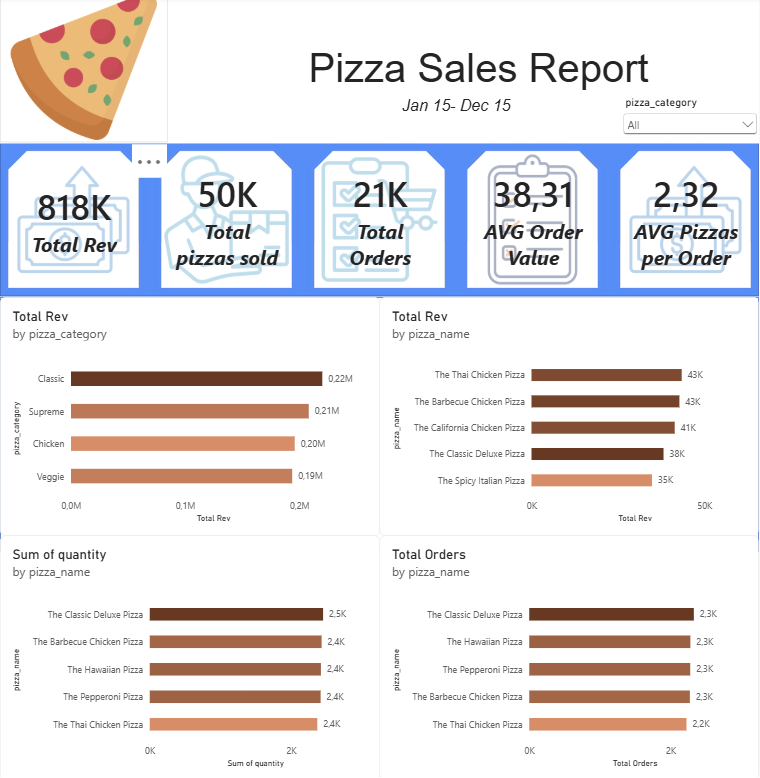 Pizza Sales Report
Jan 15- Dec 15
pizza_category
All
818K
Total Rev
50K
Total
pizzas sold
21K
Total
Orders
38,31
AVG Order
Value
2,32
AVG Pizzas
per Order
Total Rev
by pizza_category
pizza_category
Classic 0,22M
Supreme 0,21M
Chicken 0,20M
Veggie 0,19M
0,0M 0,1M 0,2M
Total Rev
Total Rev
by pizza_name
pizza_name
The Thai Chicken Pizza 43K
The Barbecue Chicken Pizza 43K
The California Chicken Pizza 41K
The Classic Deluxe Pizza 38K
The Spicy Italian Pizza 35K
0K 50K
Total Rev
Sum of quantity
by pizza_name
pizza_name
The Classic Deluxe Pizza 2,5K
The Barbecue Chicken Pizza 2,4K
The Hawaiian Pizza 2,4K
The Pepperoni Pizza 2,4K
The Thai Chicken Pizza 2,4K
0K 2K
Sum of quantity
Total Orders
by pizza_name
pizza_name
The Classic Deluxe Pizza 2,3K
The Hawaiian Pizza 2,3K
The Pepperoni Pizza 2,3K
The Barbecue Chicken Pizza 2,3K
The Thai Chicken Pizza 2,2K
0K 2K
Total Orders